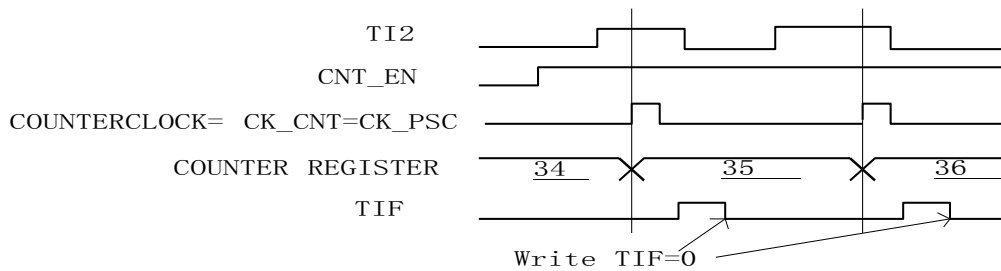 TI2
CNT_EN
COUNTERCLOCK= CK_CNT=CK_PSC
COUNTER REGISTER 34 35 36
TIF
Write TIF=0